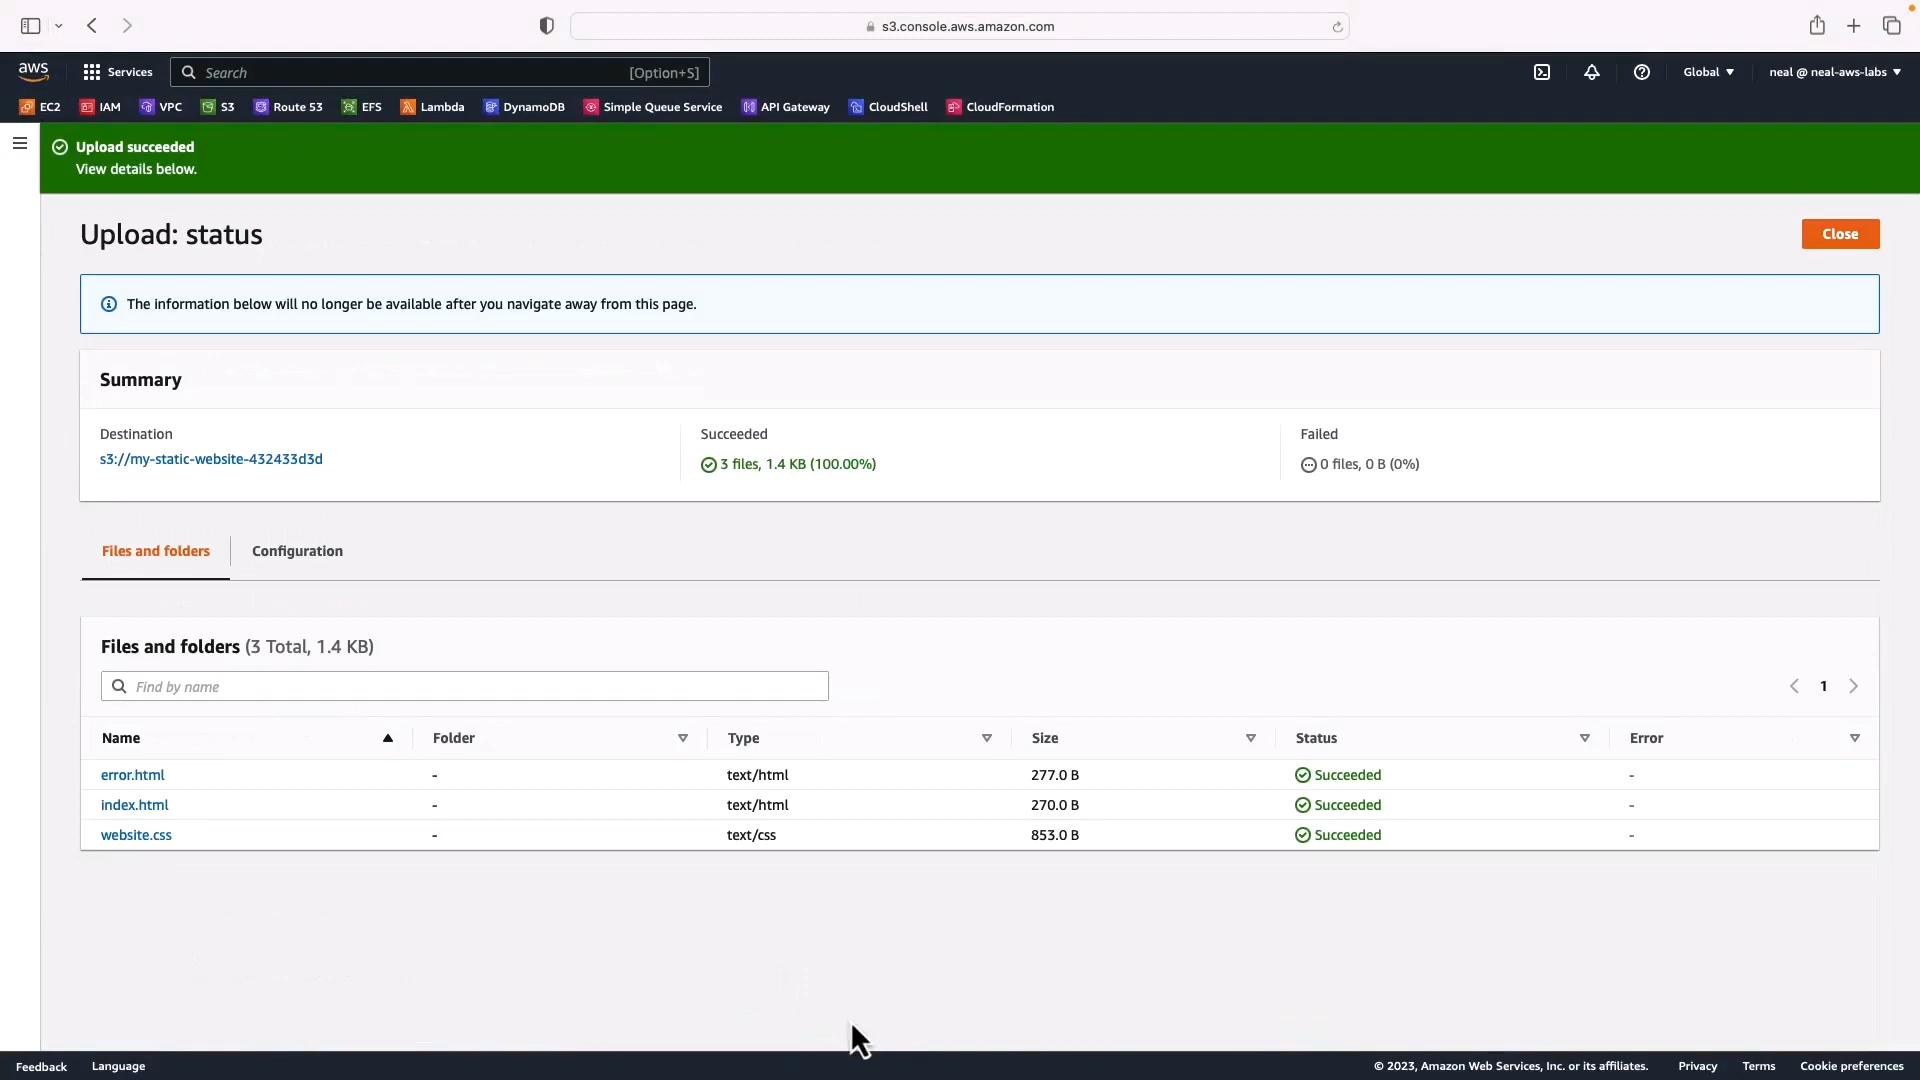 s3.console.aws.amazon.com
aws Services Search [Option+S] Global neal @ neal-aws-labs
EC2 IAM VPC S3 Route 53 EFS Lambda DynamoDB Simple Queue Service API Gateway CloudShell CloudFormation
Upload succeeded
View details below.
Upload: status Close
The information below will no longer be available after you navigate away from this page.
Summary
Destination Succeeded Failed
s3://my-static-website-432433d3d 3 files, 1.4 KB (100.00%) 0 files, 0 B (0%)
Files and folders Configuration
Files and folders (3 Total, 1.4 KB)
Find by name 1
Name Folder Type Size Status Error
error.html - text/html 277.0 B Succeeded -
index.html - text/html 270.0 B Succeeded -
website.css - text/css 853.0 B Succeeded -
Feedback Language © 2023, Amazon Web Services, Inc. or its affiliates. Privacy Terms Cookie preferences